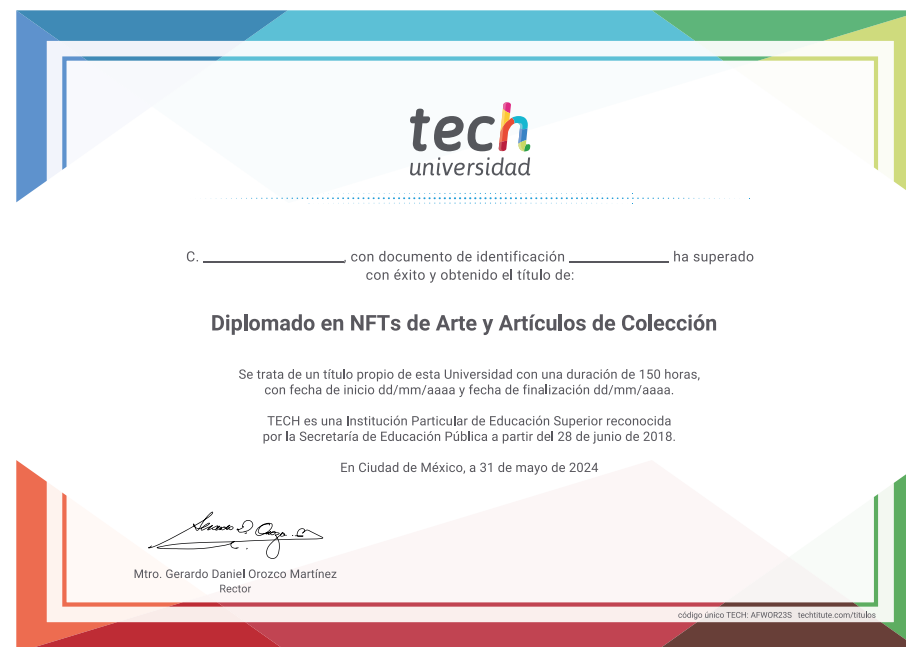 tech
universidad
C. ____________, con documento de identificación ____________ ha superado
con éxito y obtenido el título de:
Diplomado en NFTs de Arte y Artículos de Colección
Se trata de un título propio de esta Universidad con una duración de 150 horas,
con fecha de inicio dd/mm/aaaa y fecha de finalización dd/mm/aaaa.
TECH es una Institución Particular de Educación Superior reconocida
por la Secretaría de Educación Pública a partir del 28 de junio de 2018.
En Ciudad de México, a 31 de mayo de 2024
Mtro. Gerardo Daniel Orozco Martínez
Rector
código único TECH: AFWOR23S techtitute.com/titulos